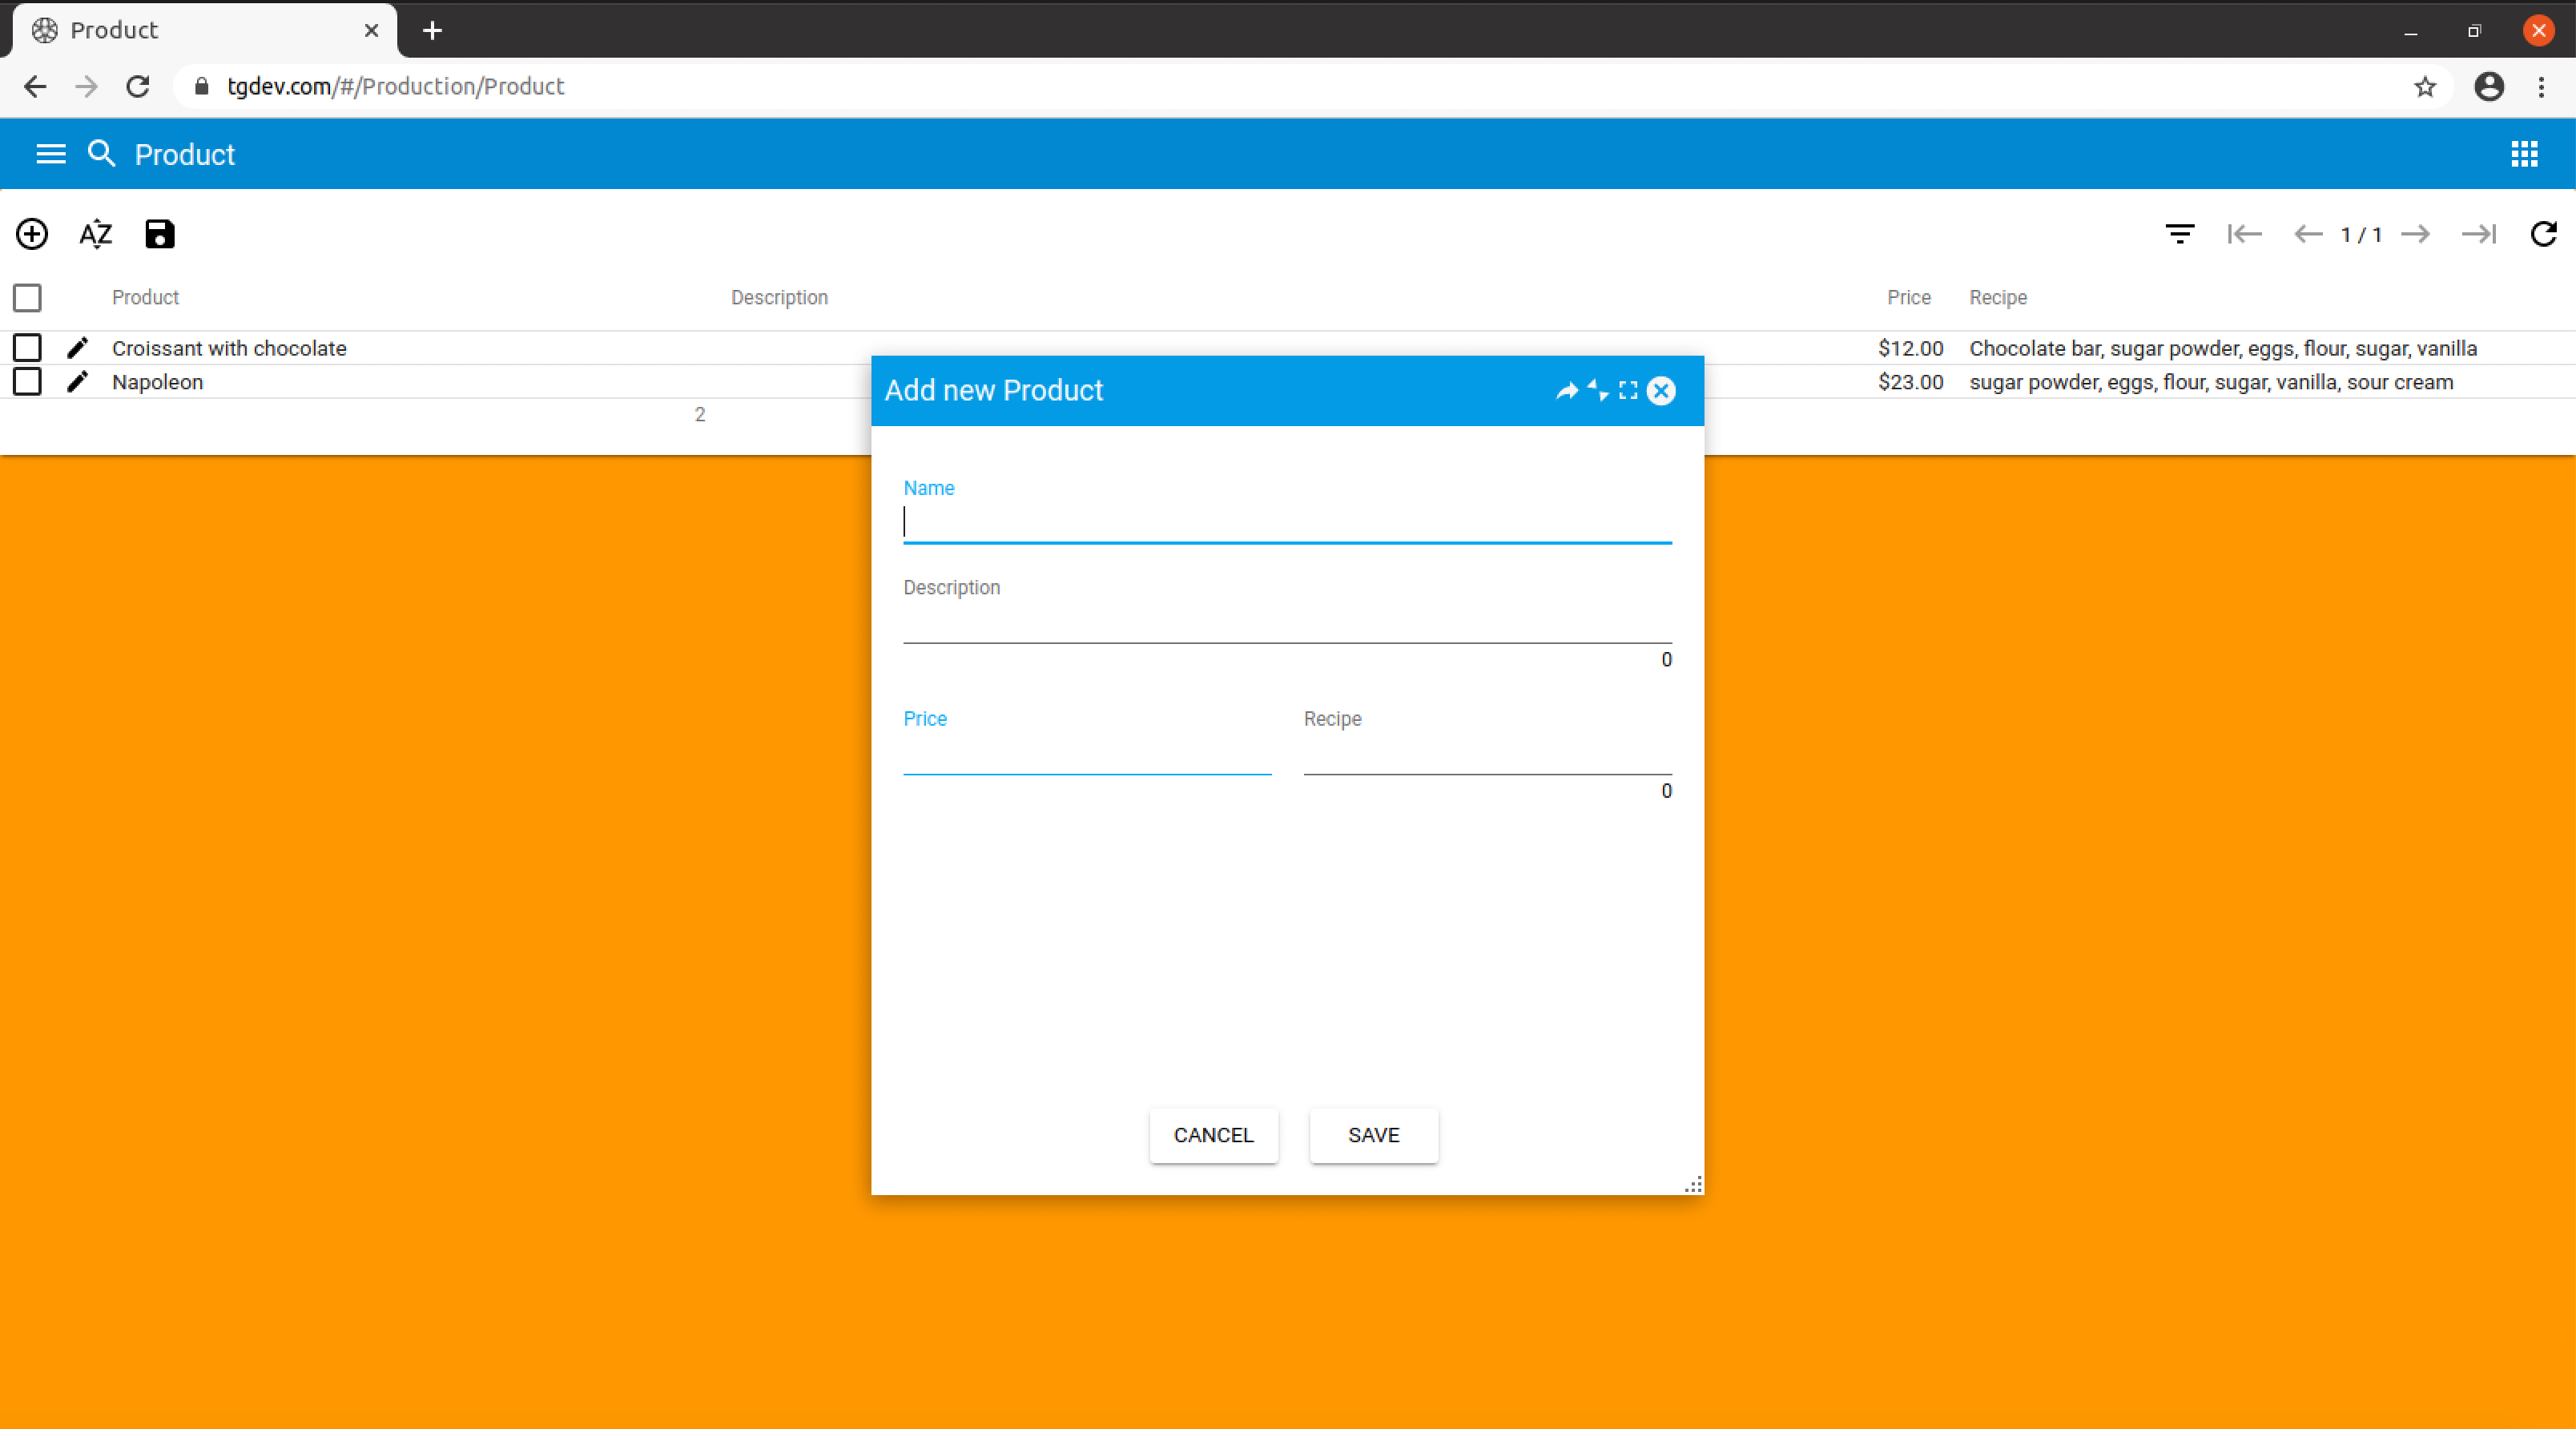 Product
tgdev.com/#/Production/Product
Product
AZ
1 / 1
Product Description Price Recipe
Croissant with chocolate $12.00 Chocolate bar, sugar powder, eggs, flour, sugar, vanilla
Napoleon $23.00 sugar powder, eggs, flour, sugar, vanilla, sour cream
2
Add new Product
Name
Description
0
Price Recipe
0
CANCEL SAVE